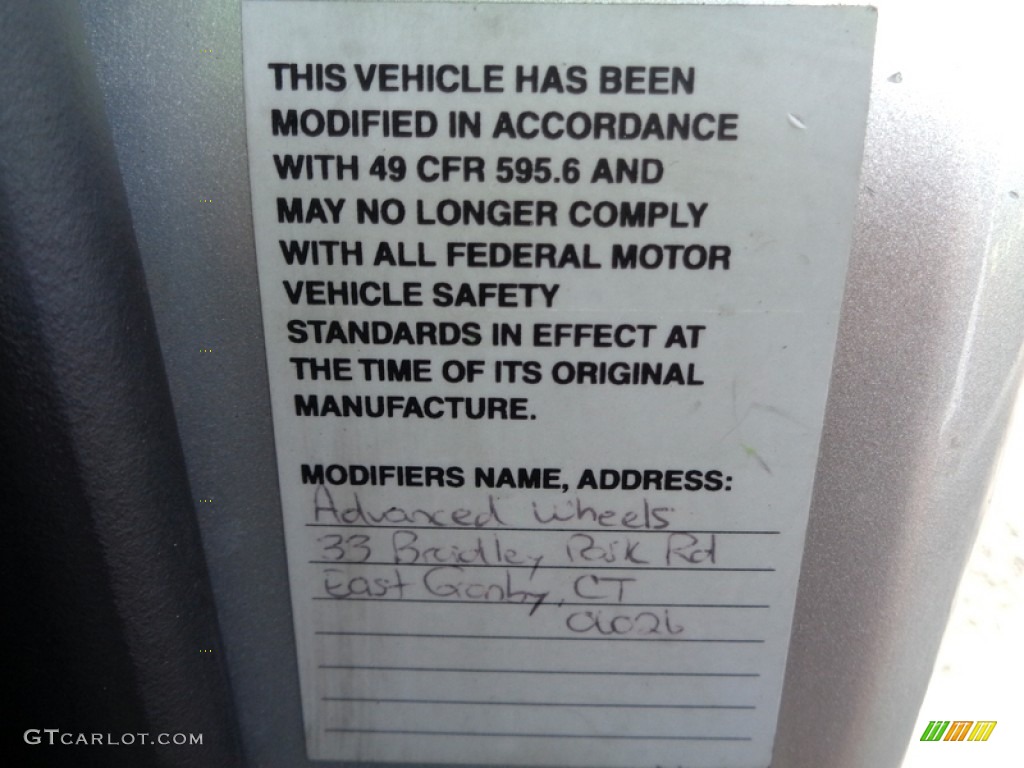 THIS VEHICLE HAS BEEN
MODIFIED IN ACCORDANCE
WITH 49 CFR 595.6 AND
MAY NO LONGER COMPLY
WITH ALL FEDERAL MOTOR
VEHICLE SAFETY
STANDARDS IN EFFECT AT
THE TIME OF ITS ORIGINAL
MANUFACTURE.
MODIFIERS NAME, ADDRESS:
Advanced Wheels
33 Bradley Park Rd
East Granby, CT
06026
GTCARLOT.COM